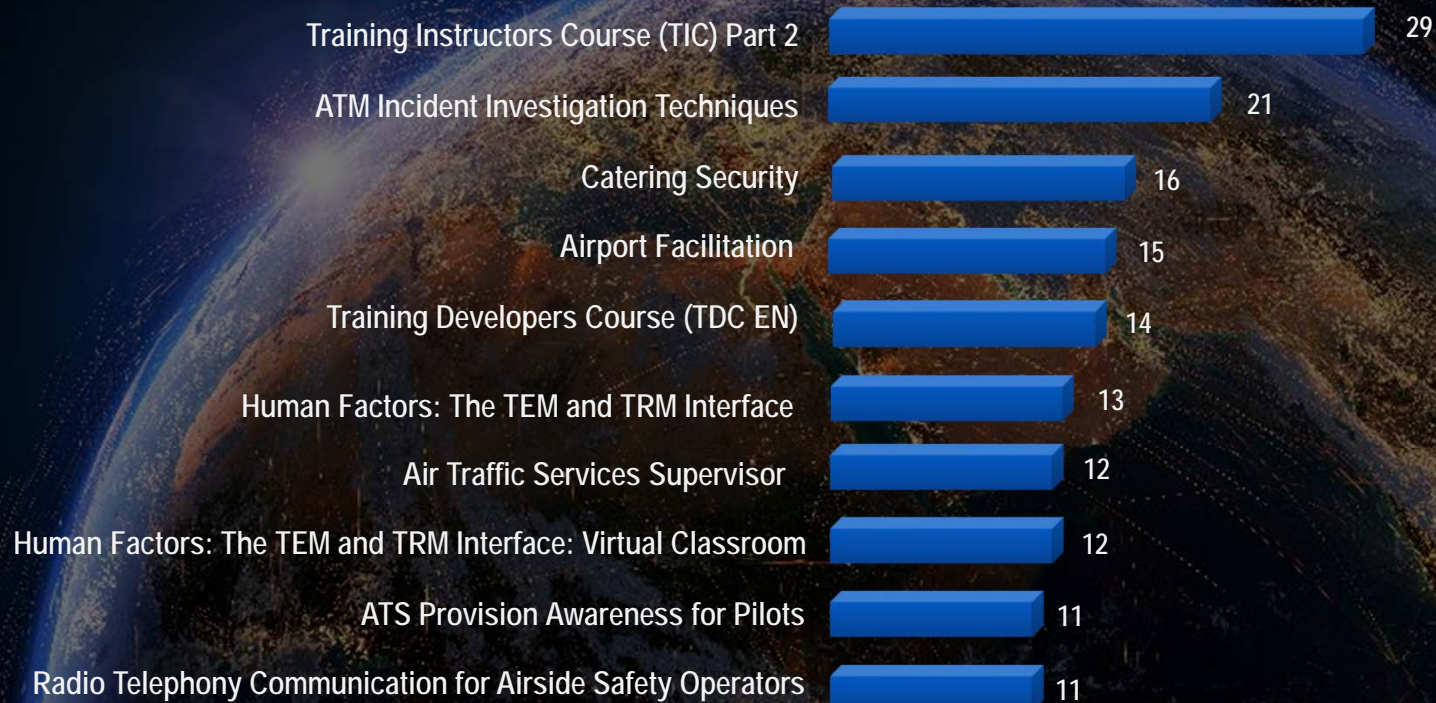 Training Instructors Course (TIC) Part 2 29
ATM Incident Investigation Techniques 21
Catering Security 16
Airport Facilitation 15
Training Developers Course (TDC EN) 14
Human Factors: The TEM and TRM Interface 13
Air Traffic Services Supervisor 12
Human Factors: The TEM and TRM Interface: Virtual Classroom 12
ATS Provision Awareness for Pilots 11
Radio Telephony Communication for Airside Safety Operators 11